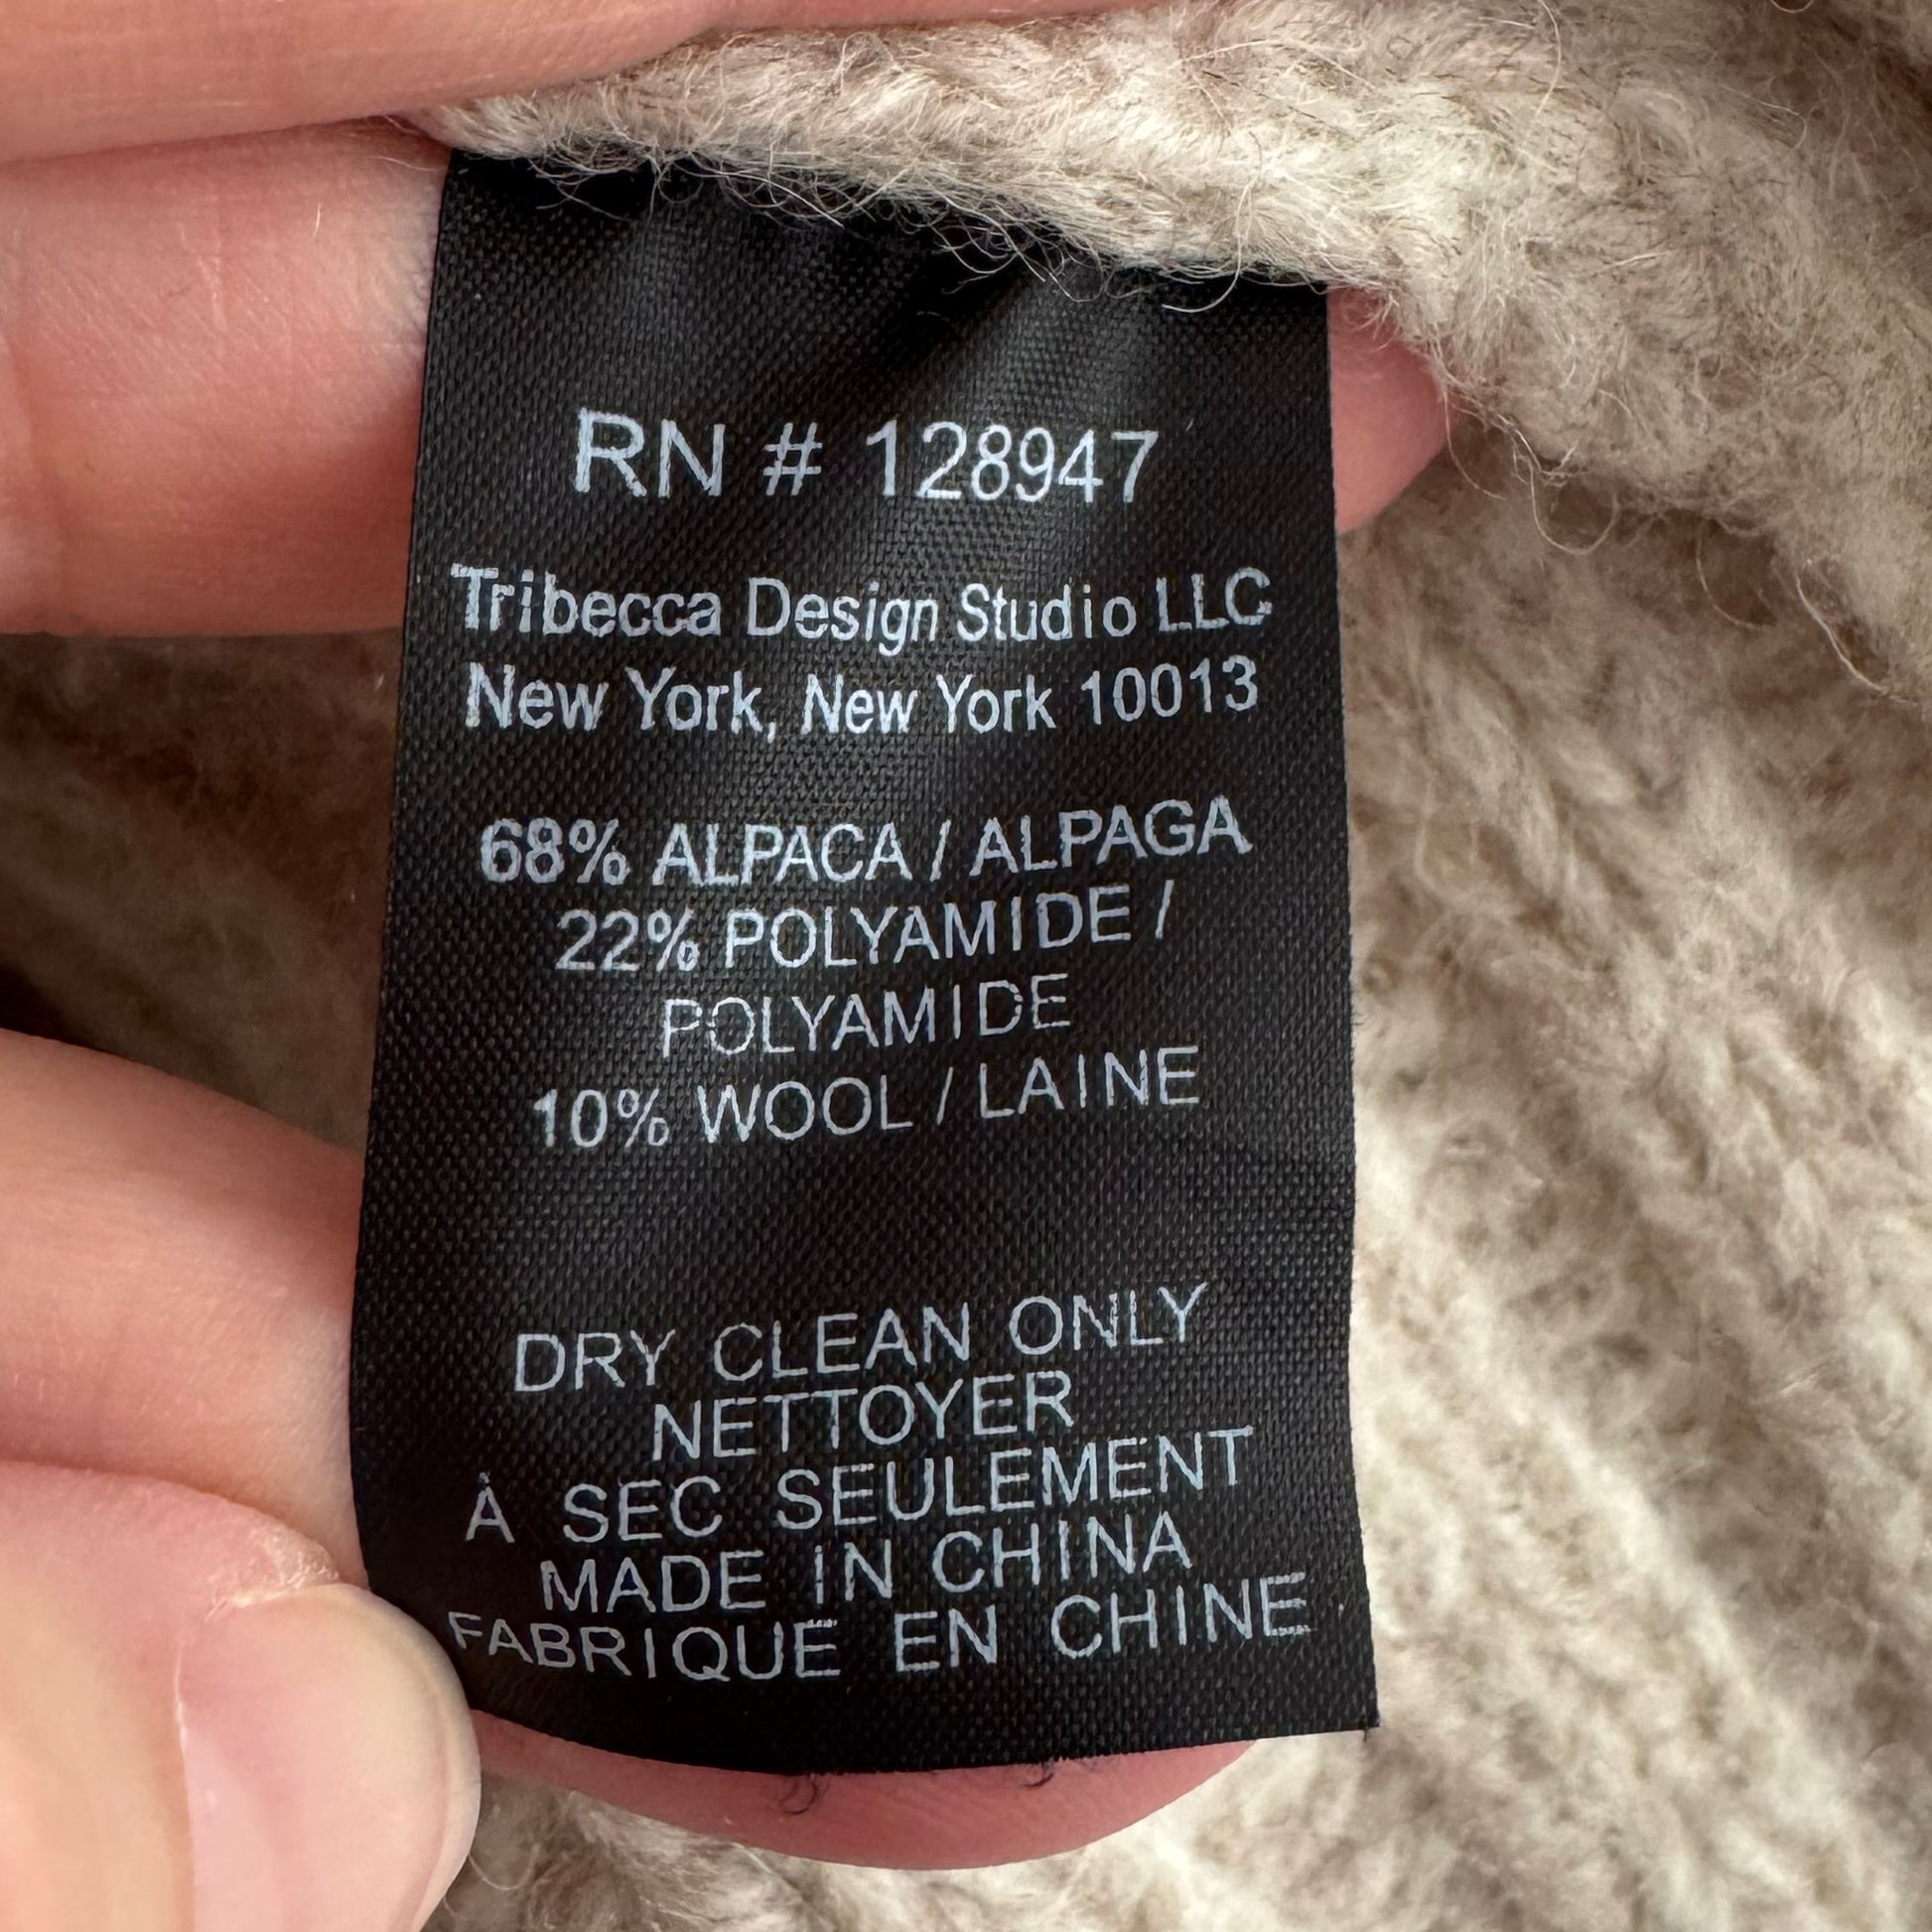 RN # 128947
Tribecca Design Studio LLC
New York, New York 10013
68% ALPACA / ALPAGA
22% POLYAMIDE /
POLYAMIDE
10% WOOL / LAINE
DRY CLEAN ONLY
NETTOYER
À SEC SEULEMENT
MADE IN CHINA
FABRIQUE EN CHINE